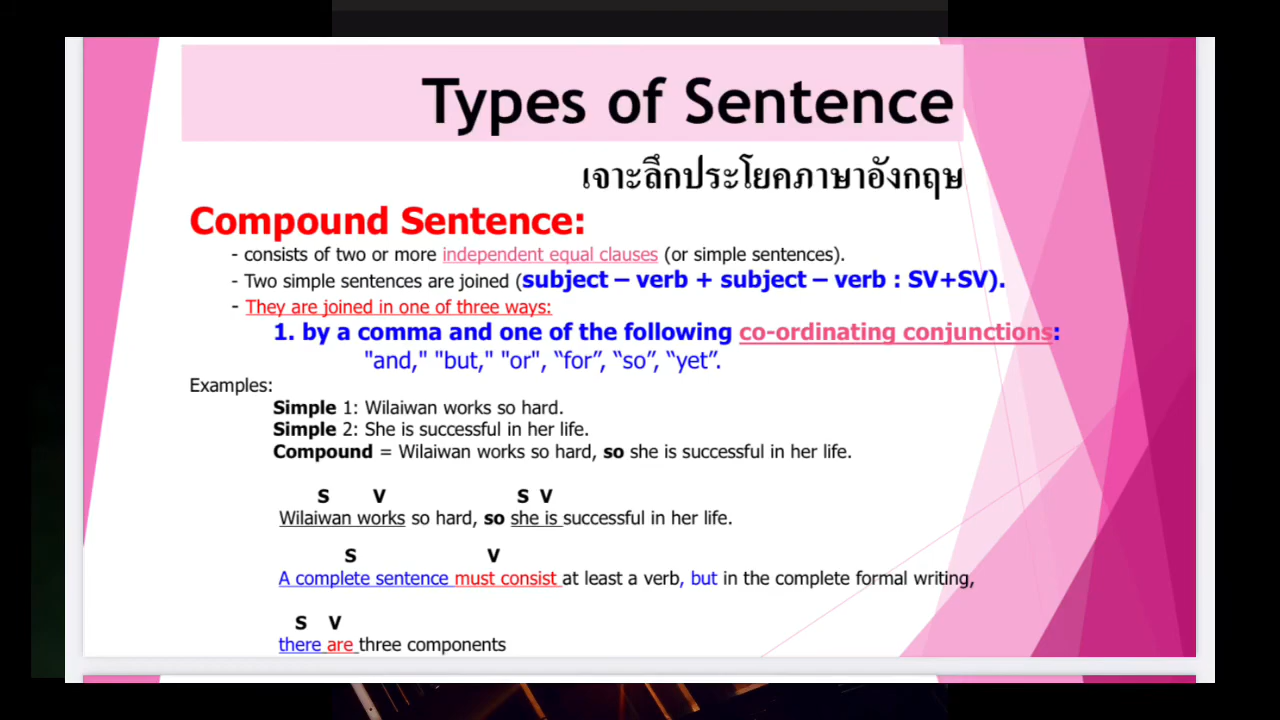 Types of Sentence
เจาะลึกประโยคภาษาอังกฤษ
Compound Sentence:
- consists of two or more independent equal clauses (or simple sentences).
- Two simple sentences are joined (subject – verb + subject – verb : SV+SV).
- They are joined in one of three ways:
1. by a comma and one of the following co-ordinating conjunctions:
"and," "but," "or", “for”, “so”, “yet”.
Examples:
Simple 1: Wilaiwan works so hard.
Simple 2: She is successful in her life.
Compound = Wilaiwan works so hard, so she is successful in her life.
S V S V
Wilaiwan works so hard, so she is successful in her life.
S V
A complete sentence must consist at least a verb, but in the complete formal writing,
S V
there are three components